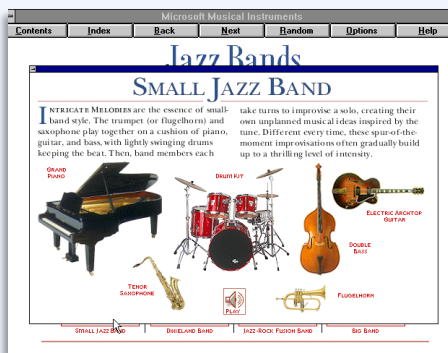 Microsoft Musical Instruments
Contents Index Back Next Random Options Help
Jazz Bands
SMALL JAZZ BAND
INTRICATE MELODIES are the essence of small-
band style. The trumpet (or flugelhorn) and
saxophone play together on a cushion of piano,
guitar, and bass, with lightly swinging drums
keeping the beat. Then, band members each
take turns to improvise a solo, creating their
own unplanned musical ideas inspired by the
tune. Different every time, these spur-of-the-
moment improvisations often gradually build
up to a thrilling level of intensity.
GRAND
PIANO
DRUM KIT
ELECTRIC ARCHTOP
GUITAR
DOUBLE
BASS
TENOR
SAXOPHONE
PLAY
FLUGELHORN
SMALL JAZZ BAND
DIXIELAND BAND
JAZZ-ROCK FUSION BAND
BIG BAND